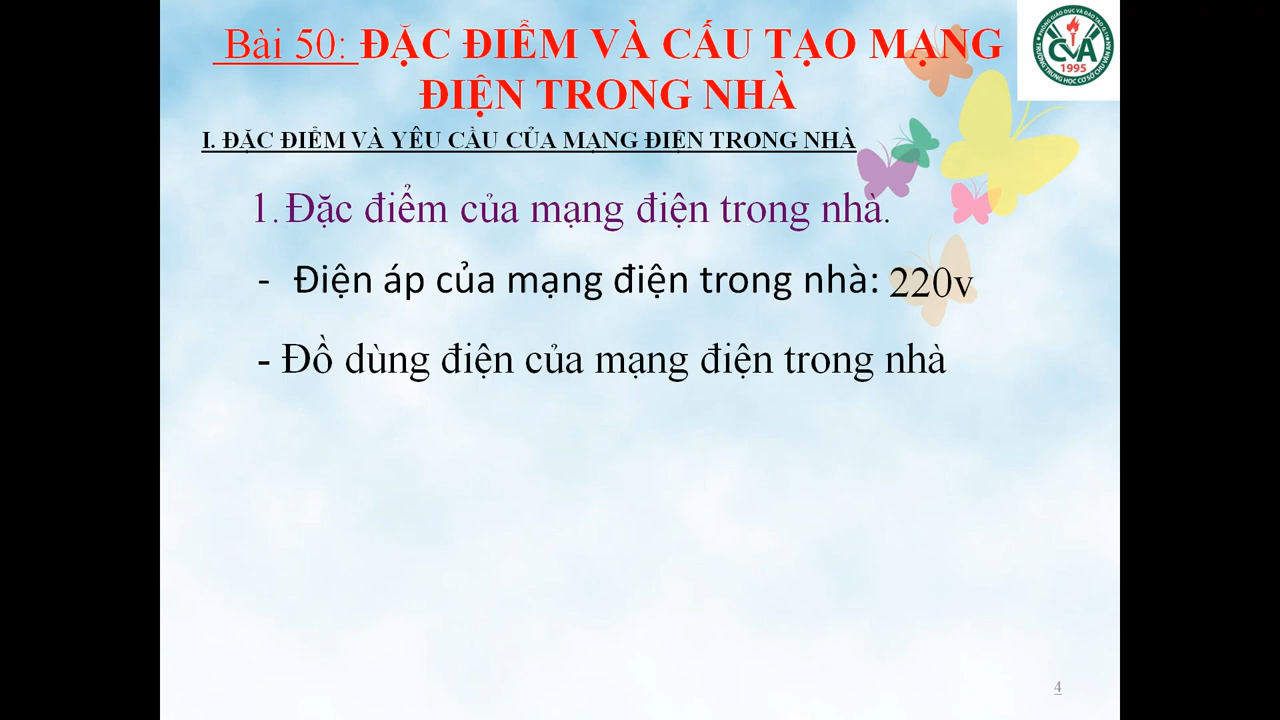 Bài 50: ĐẶC ĐIỂM VÀ CẤU TẠO MẠNG
ĐIỆN TRONG NHÀ
I. ĐẶC ĐIỂM VÀ YÊU CẦU CỦA MẠNG ĐIỆN TRONG NHÀ
1. Đặc điểm của mạng điện trong nhà.
- Điện áp của mạng điện trong nhà: 220v
- Đồ dùng điện của mạng điện trong nhà
4
CVA
1995